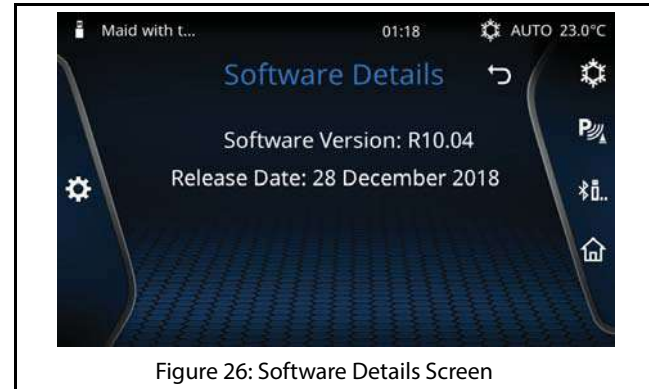 Maid with t... 01:18 AUTO 23.0°C
Software Details
Software Version: R10.04
Release Date: 28 December 2018
Figure 26: Software Details Screen